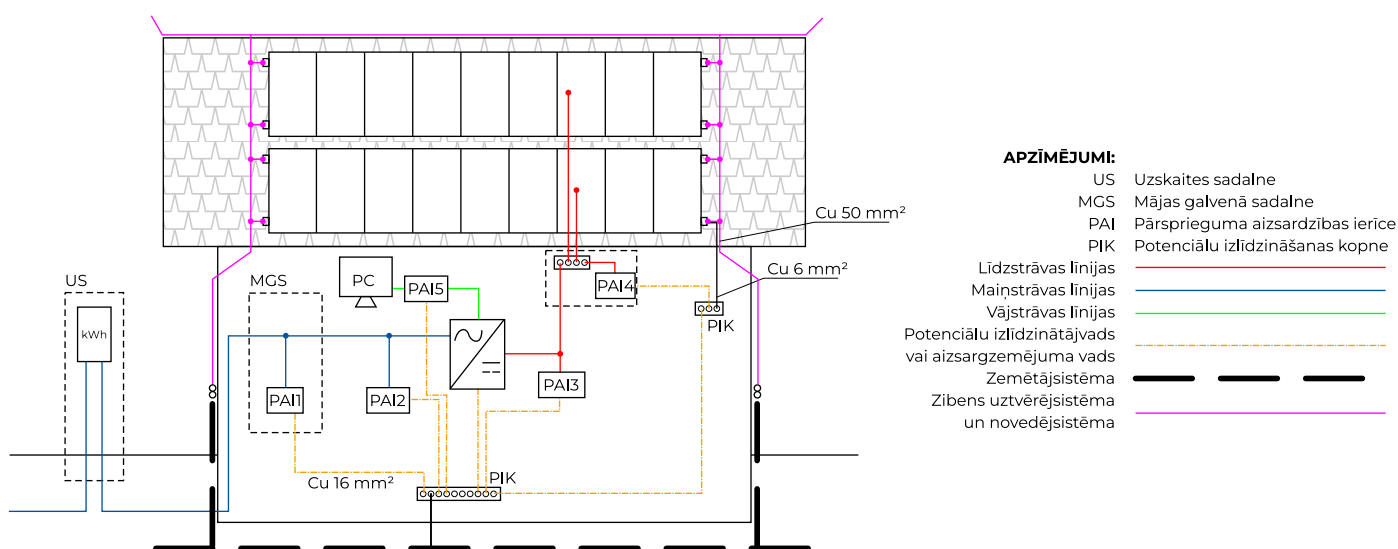 Cu 50 mm²
Cu 6 mm²
US
kWh
MGS
PC
PAI5
PAI4
PIK
PAI1
PAI2
PAI3
Cu 16 mm²
PIK
APZĪMĒJUMI:
US Uzskaites sadalne
MGS Mājas galvenā sadalne
PAI Pārsprieguma aizsardzības ierīce
PIK Potenciālu izlīdzināšanas kopne
Līdzstrāvas līnijas
Maiņstrāvas līnijas
Vājstrāvas līnijas
Potenciālu izlīdzinātājvads
vai aizsargzemējuma vads
Zemētājsistēma
Zibens uztvērējsistēma
un novedējsistēma